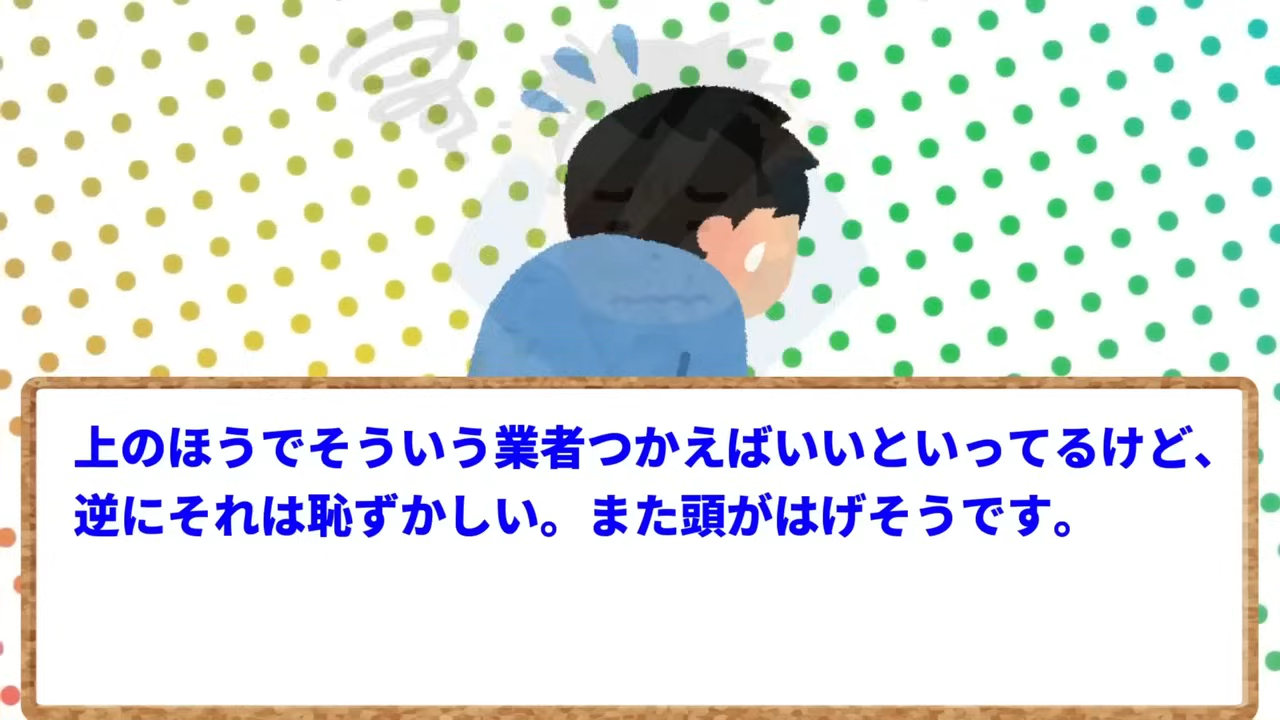 上のほうでそういう業者つかえばいいといってるけど、
逆にそれは恥ずかしい。また頭がはげそうです。